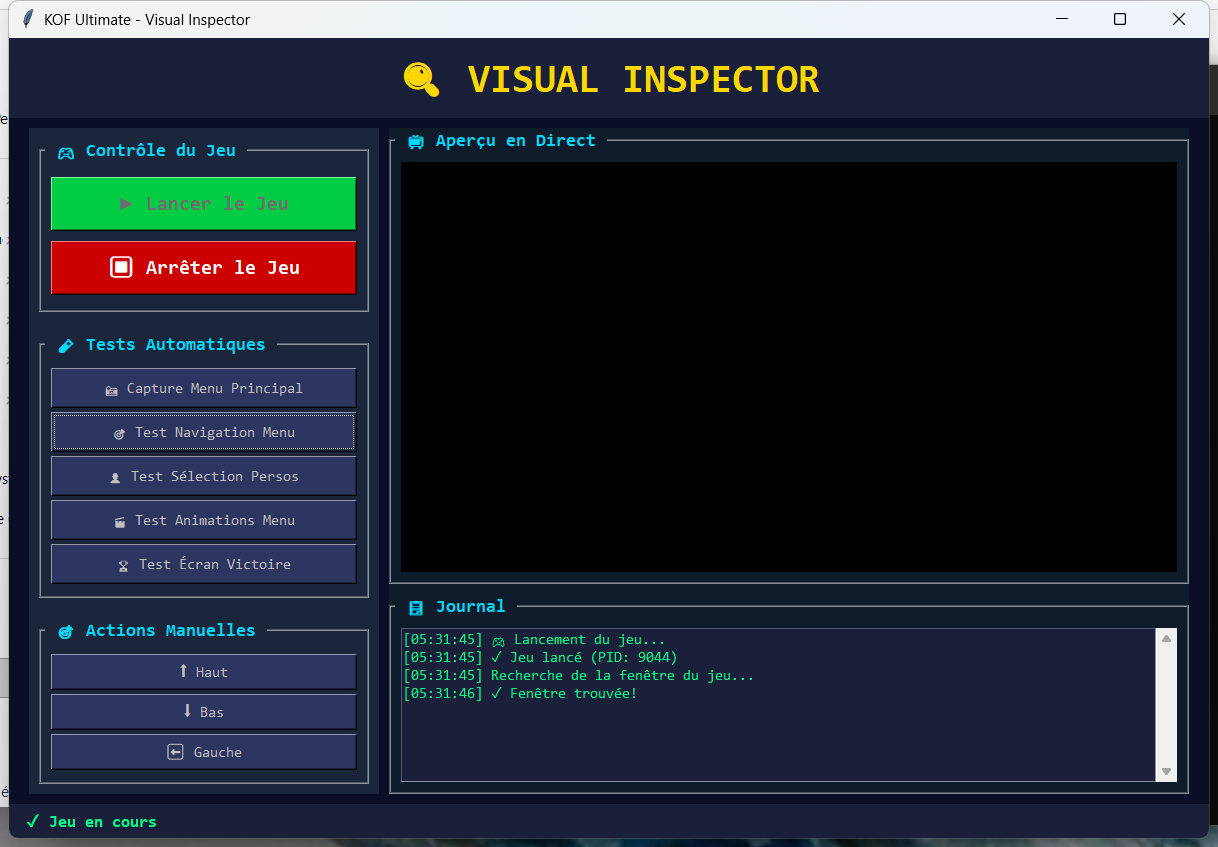 KOF Ultimate - Visual Inspector
VISUAL INSPECTOR
Contrôle du Jeu
Lancer le Jeu
Arrêter le Jeu
Tests Automatiques
Capture Menu Principal
Test Navigation Menu
Test Sélection Persos
Test Animations Menu
Test Écran Victoire
Actions Manuelles
Haut
Bas
Gauche
Aperçu en Direct
Journal
[05:31:45] 🎮 Lancement du jeu...
[05:31:45] ✓ Jeu lancé (PID: 9044)
[05:31:45] Recherche de la fenêtre du jeu...
[05:31:46] ✓ Fenêtre trouvée!
✓ Jeu en cours